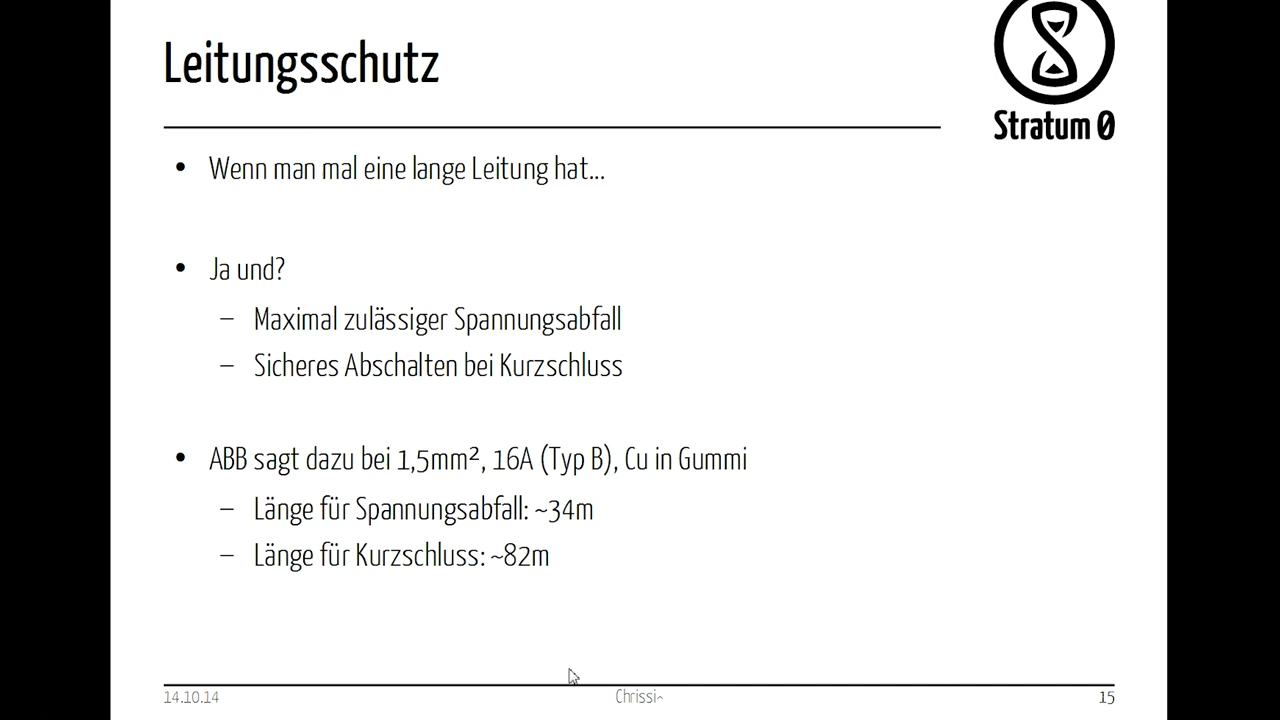 Leitungsschutz
Stratum 0
• Wenn man mal eine lange Leitung hat...
• Ja und?
– Maximal zulässiger Spannungsabfall
– Sicheres Abschalten bei Kurzschluss
• ABB sagt dazu bei 1,5mm², 16A (Typ B), Cu in Gummi
– Länge für Spannungsabfall: ~34m
– Länge für Kurzschluss: ~82m
14.10.14
Chrissi^
15